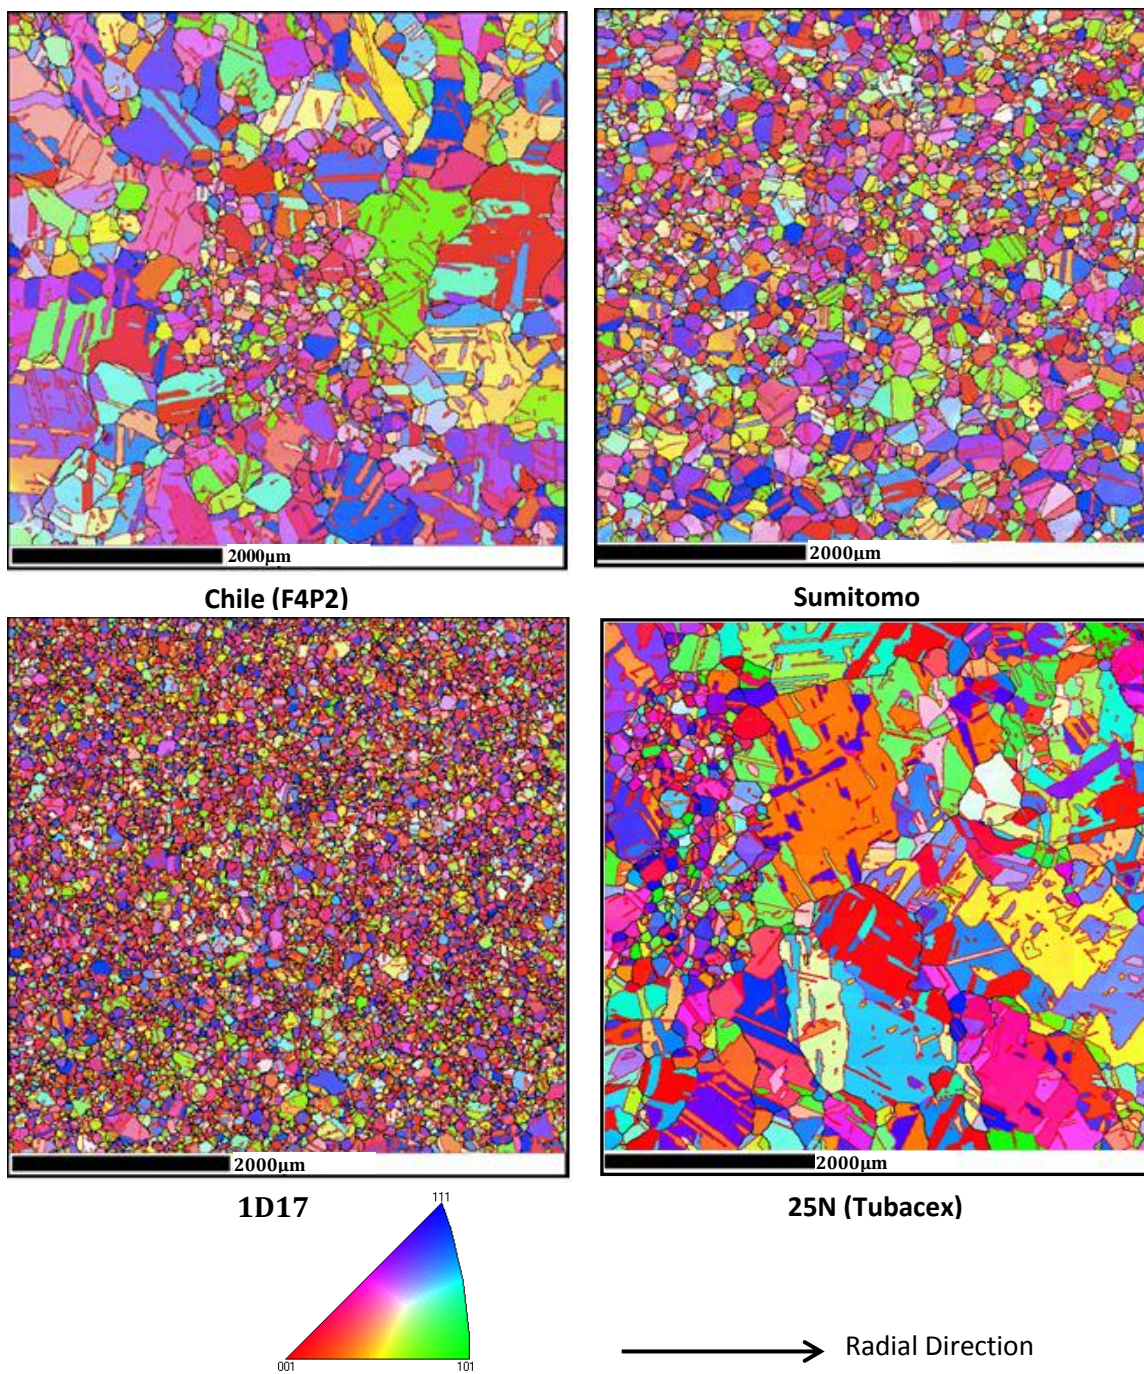 2000μm
2000μm
Chile (F4P2)
Sumitomo
2000μm
2000μm
1D17
25N (Tubacex)
111
001
101
Radial Direction